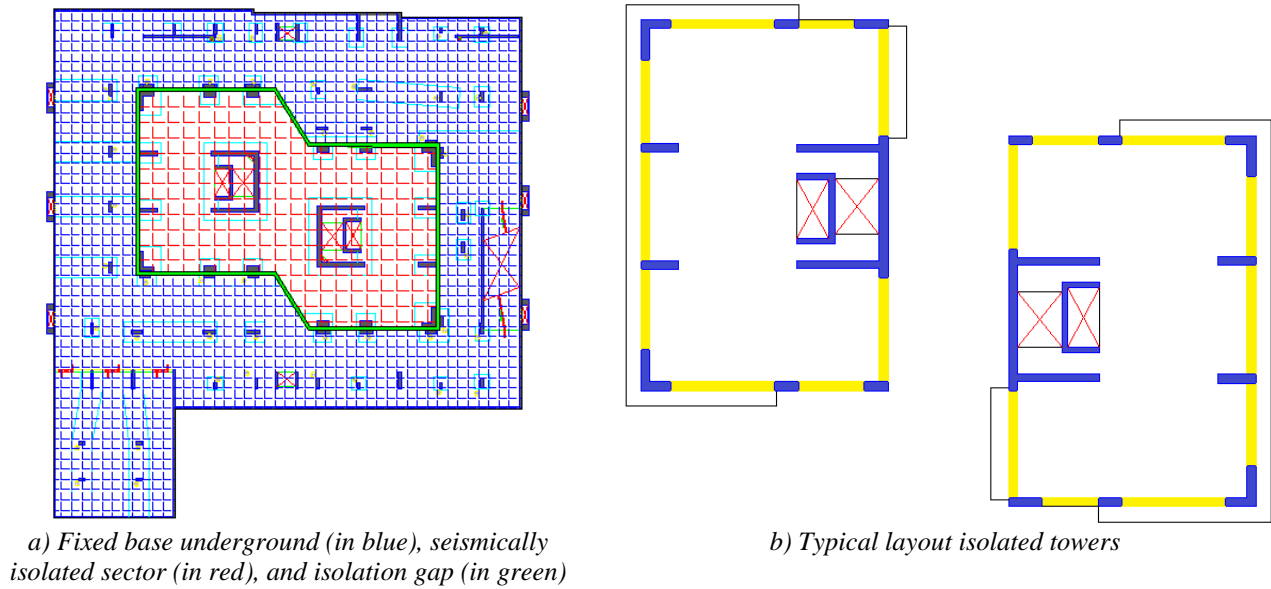 a) Fixed base underground (in blue), seismically
isolated sector (in red), and isolation gap (in green)
b) Typical layout isolated towers